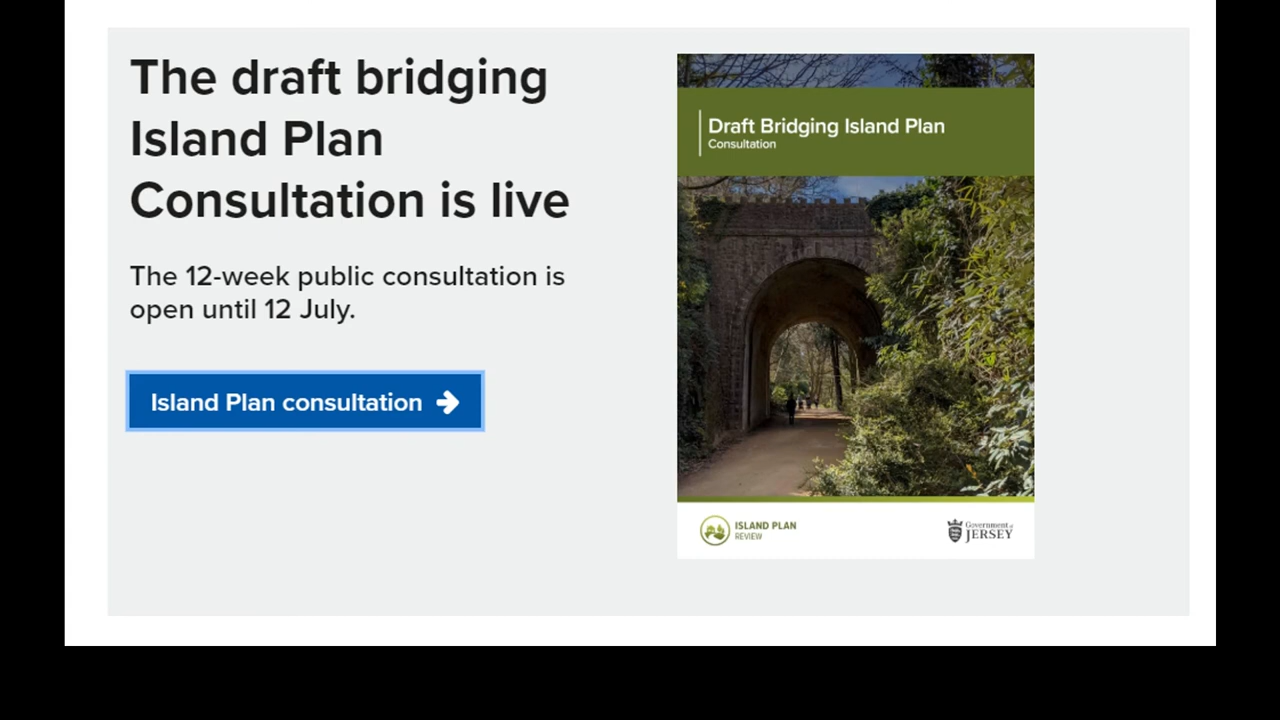 The draft bridging
Island Plan
Consultation is live
The 12-week public consultation is
open until 12 July.
Island Plan consultation
Draft Bridging Island Plan
Consultation
ISLAND PLAN
REVIEW
Government of
JERSEY